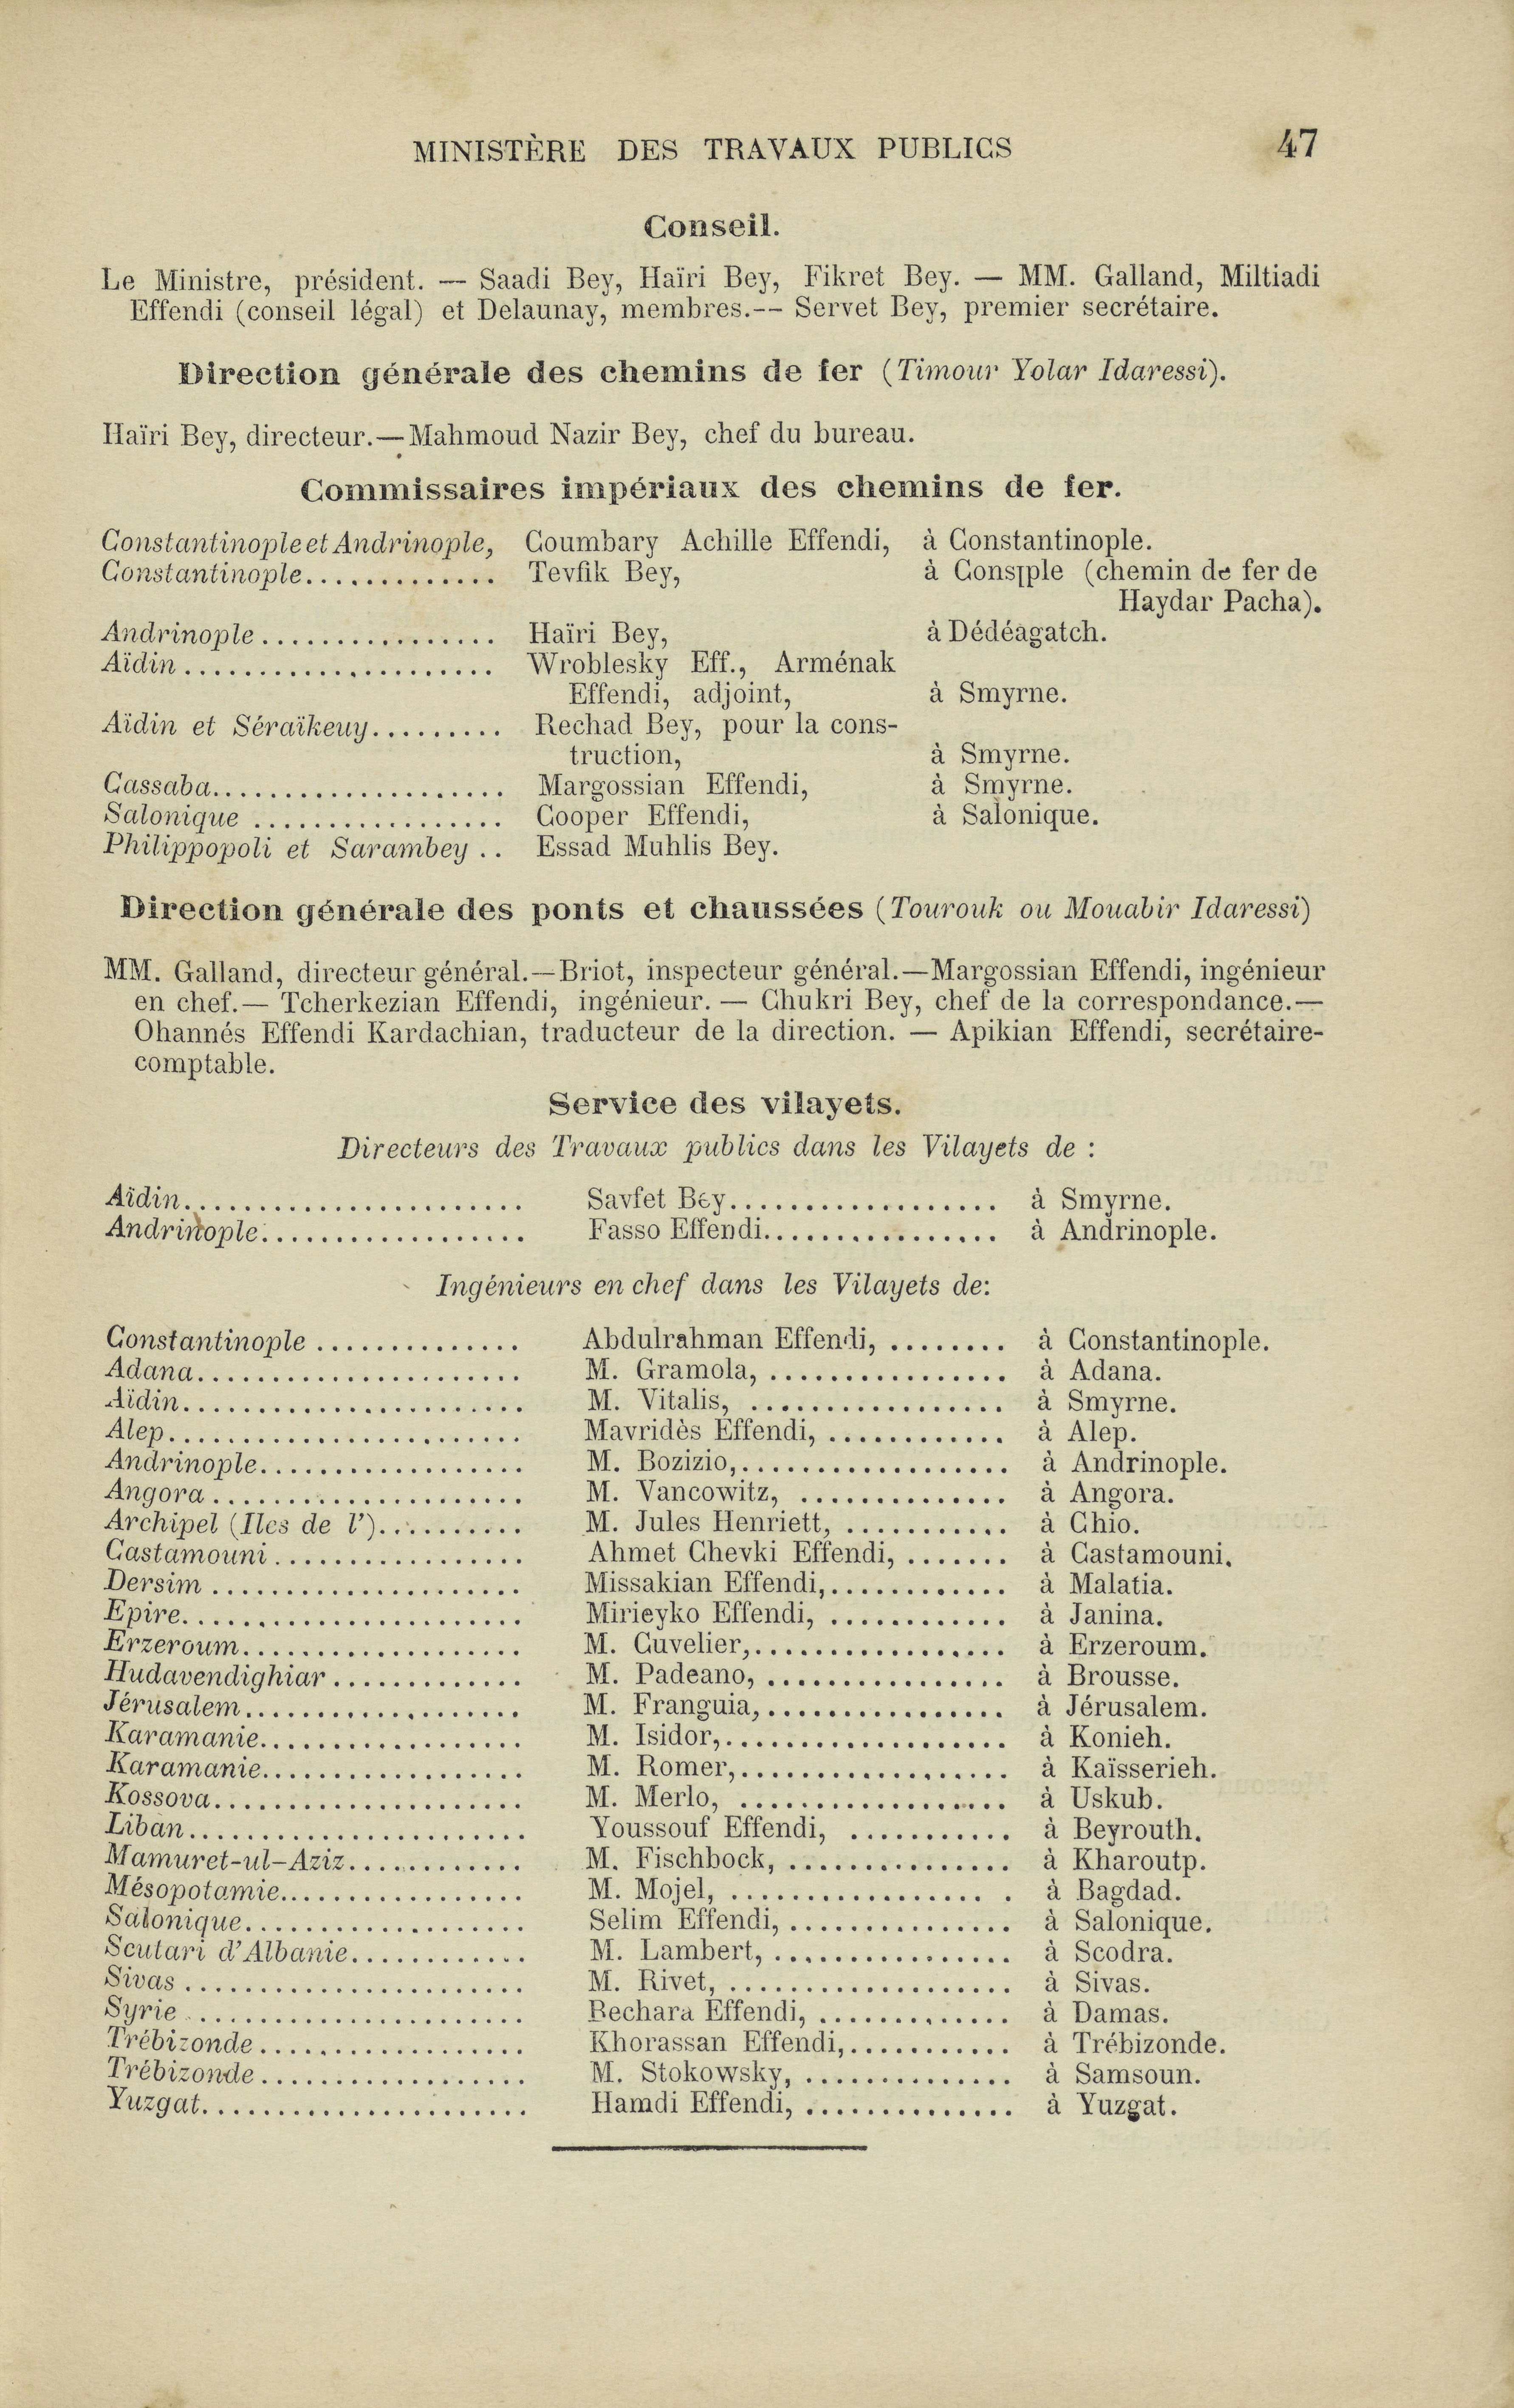 MINISTÈRE DES TRAVAUX PUBLICS 47
Conseil.
Le Ministre, président. — Saadi Bey, Haïri Bey, Fikret Bey. — MM. Galland, Miltiadi
Effendi (conseil légal) et Delaunay, membres.-- Servet Bey, premier secrétaire.
Direction générale des chemins de fer (Timour Yolar Idaressi).
Haïri Bey, directeur.—Mahmoud Nazir Bey, chef du bureau.
Commissaires impériaux des chemins de fer.
Constantinople et Andrinople, Coumbary Achille Effendi, à Constantinople.
Constantinople............. Tevfik Bey, à Consple (chemin de fer de
Haydar Pacha).
Andrinople................ Haïri Bey, à Dédéagatch.
Aïdin..................... Wroblesky Eff., Arménak
Effendi, adjoint, à Smyrne.
Aïdin et Séraïkeuy......... Rechad Bey, pour la cons-
truction, à Smyrne.
Cassaba.................... Margossian Effendi, à Smyrne.
Salonique ................. Cooper Effendi, à Salonique.
Philippopoli et Sarambey .. Essad Muhlis Bey.
Direction générale des ponts et chaussées (Tourouk ou Mouabir Idaressi)
MM. Galland, directeur général.—Briot, inspecteur général.—Margossian Effendi, ingénieur
en chef.— Tcherkezian Effendi, ingénieur. — Chukri Bey, chef de la correspondance.—
Ohannés Effendi Kardachian, traducteur de la direction. — Apikian Effendi, secrétaire-
comptable.
Service des vilayets.
Directeurs des Travaux publics dans les Vilayets de :
Aïdin....................... Savfet Bey.................. à Smyrne.
Andrinople.................. Fasso Effendi................ à Andrinople.
Ingénieurs en chef dans les Vilayets de:
Constantinople .............. Abdulrahman Effendi, ........ à Constantinople.
Adana...................... M. Gramola, ................ à Adana.
Aïdin....................... M. Vitalis, ................. à Smyrne.
Alep........................ Mavridès Effendi, ............ à Alep.
Andrinople.................. M. Bozizio,.................. à Andrinople.
Angora..................... M. Vancowitz, .............. à Angora.
Archipel (Iles de l')......... M. Jules Henriett, ........... à Chio.
Castamouni................. Ahmet Chevki Effendi, ....... à Castamouni.
Dersim ..................... Missakian Effendi,............ à Malatia.
Epire....................... Mirieyko Effendi, ............ à Janina.
Erzeroum................... M. Cuvelier,................. à Erzeroum.
Hudavendighiar ............. M. Padeano, ................ à Brousse.
Jérusalem................... M. Franguia,................ à Jérusalem.
Karamanie.................. M. Isidor,................... à Konieh.
Karamanie.................. M. Romer,.................. à Kaïsserieh.
Kossova..................... M. Merlo, .................. à Uskub.
Liban....................... Youssouf Effendi, ........... à Beyrouth.
Mamuret-ul-Aziz............ M. Fischbock, ............... à Kharoutp.
Mésopotamie................. M. Mojel, .................. à Bagdad.
Salonique................... Selim Effendi, ............... à Salonique.
Scutari d'Albanie............ M. Lambert, ................ à Scodra.
Sivas ....................... M. Rivet, ................... à Sivas.
Syrie ....................... Bechara Effendi, ............. à Damas.
Trébizonde.................. Khorassan Effendi,........... à Trébizonde.
Trébizonde.................. M. Stokowsky, .............. à Samsoun.
Yuzgat...................... Hamdi Effendi, .............. à Yuzgat.